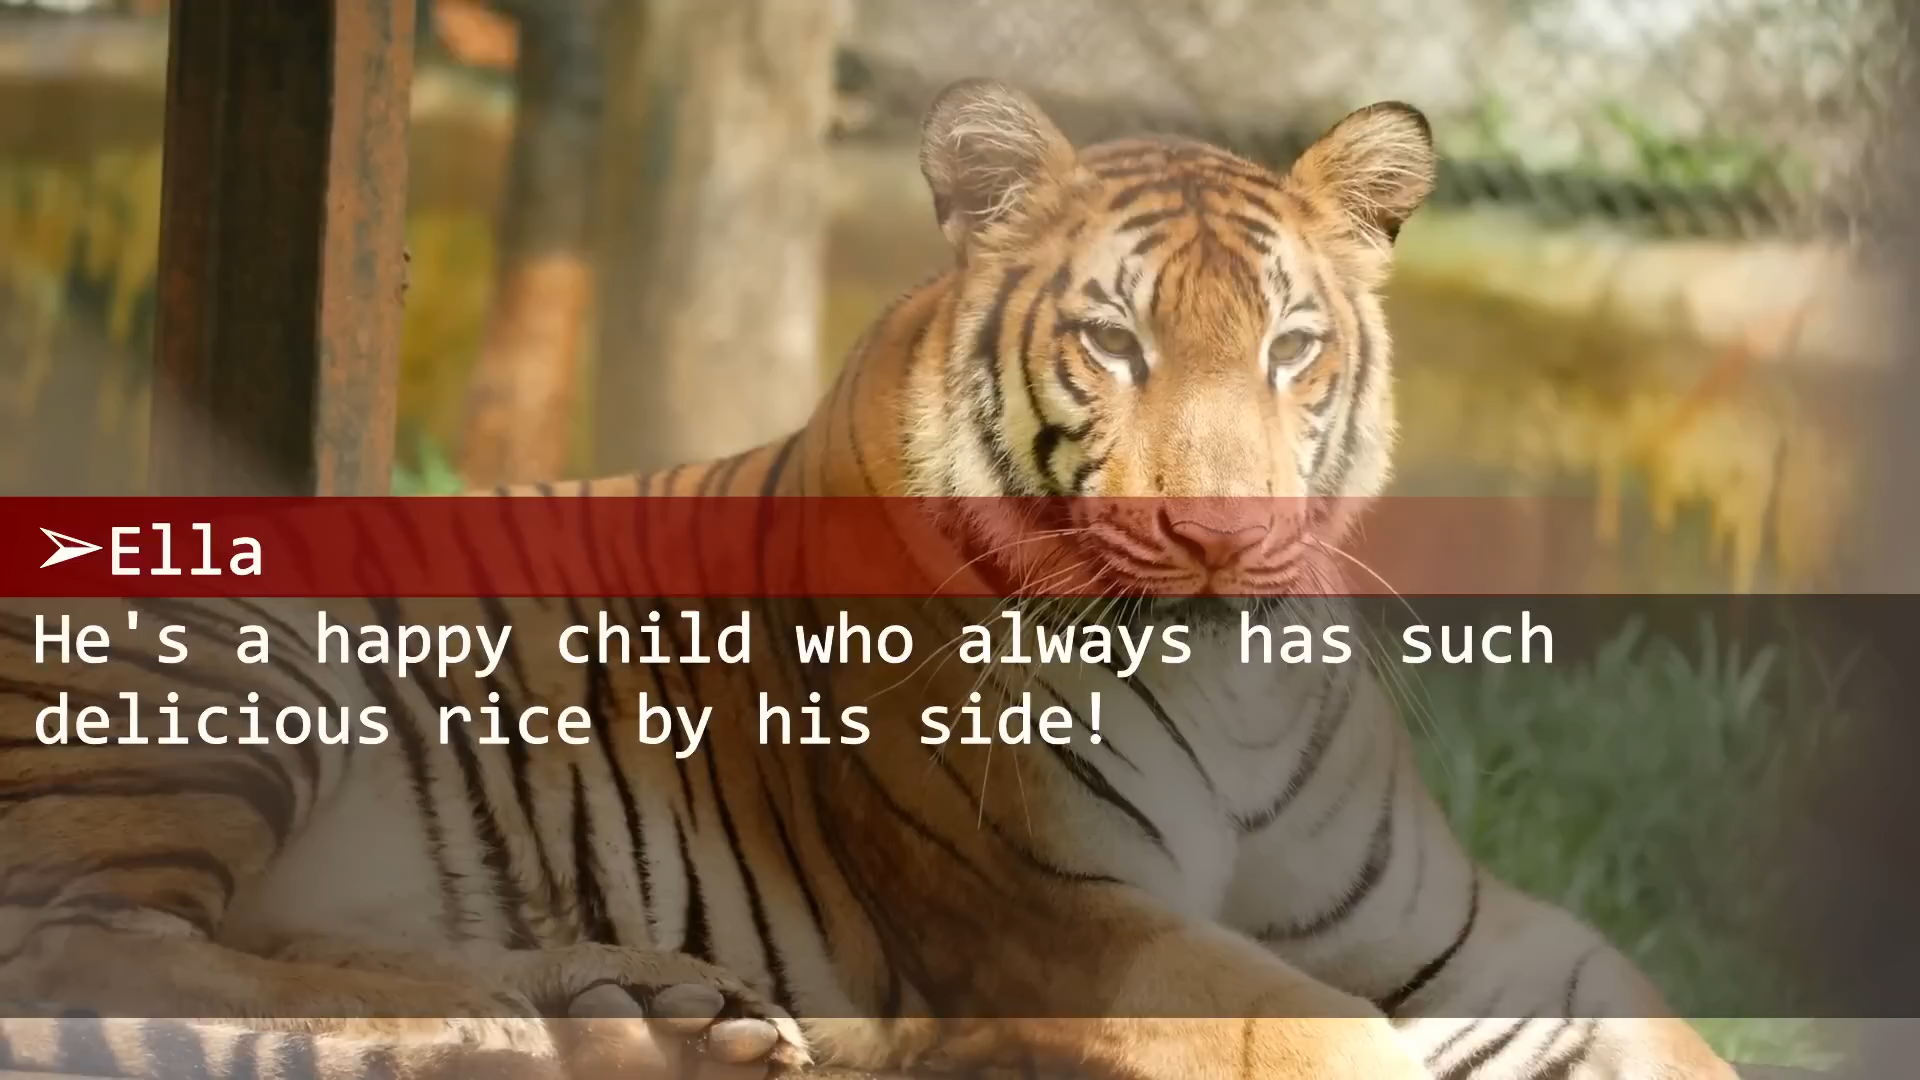 ➢Ella
He's a happy child who always has such
delicious rice by his side!